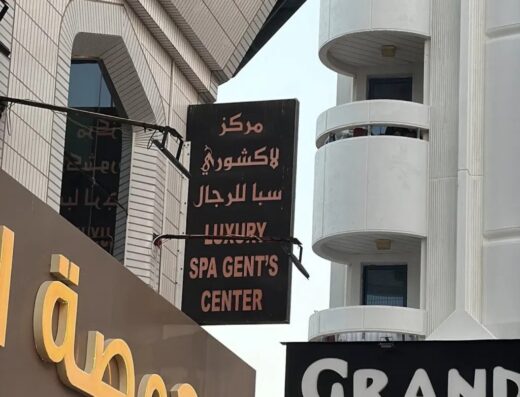 مركز
لاكشوري
سبا للرجال
LUXURY
SPA GENT'S
CENTER
GRAND